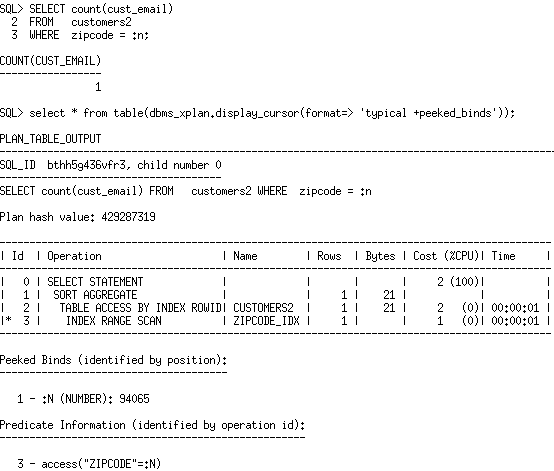 SQL> SELECT count(cust_email)
  2  FROM   customers2
  3  WHERE  zipcode = :n;
COUNT(CUST_EMAIL)
-----------------
                1
SQL> select * from table(dbms_xplan.display_cursor(format=> 'typical +peeked_binds'));
PLAN_TABLE_OUTPUT
-------------------------------------------------------------------------------------
SQL_ID  bthh5g436vfr3, child number 0
-------------------------------------
SELECT count(cust_email) FROM   customers2 WHERE  zipcode = :n
Plan hash value: 429287319
-------------------------------------------------------------------------------------
| Id  | Operation                    | Name        | Rows  | Bytes | Cost (%CPU)| Time     |
-------------------------------------------------------------------------------------
|   0 | SELECT STATEMENT             |             |       |       |     2 (100)|          |
|   1 |  SORT AGGREGATE              |             |     1 |    21 |            |          |
|   2 |   TABLE ACCESS BY INDEX ROWID| CUSTOMERS2  |     1 |    21 |     2   (0)| 00:00:01 |
|*  3 |    INDEX RANGE SCAN          | ZIPCODE_IDX |     1 |       |     1   (0)| 00:00:01 |
-------------------------------------------------------------------------------------
Peeked Binds (identified by position):
--------------------------------------
   1 - :N (NUMBER): 94065
Predicate Information (identified by operation id):
---------------------------------------------------
   3 - access("ZIPCODE"=:N)